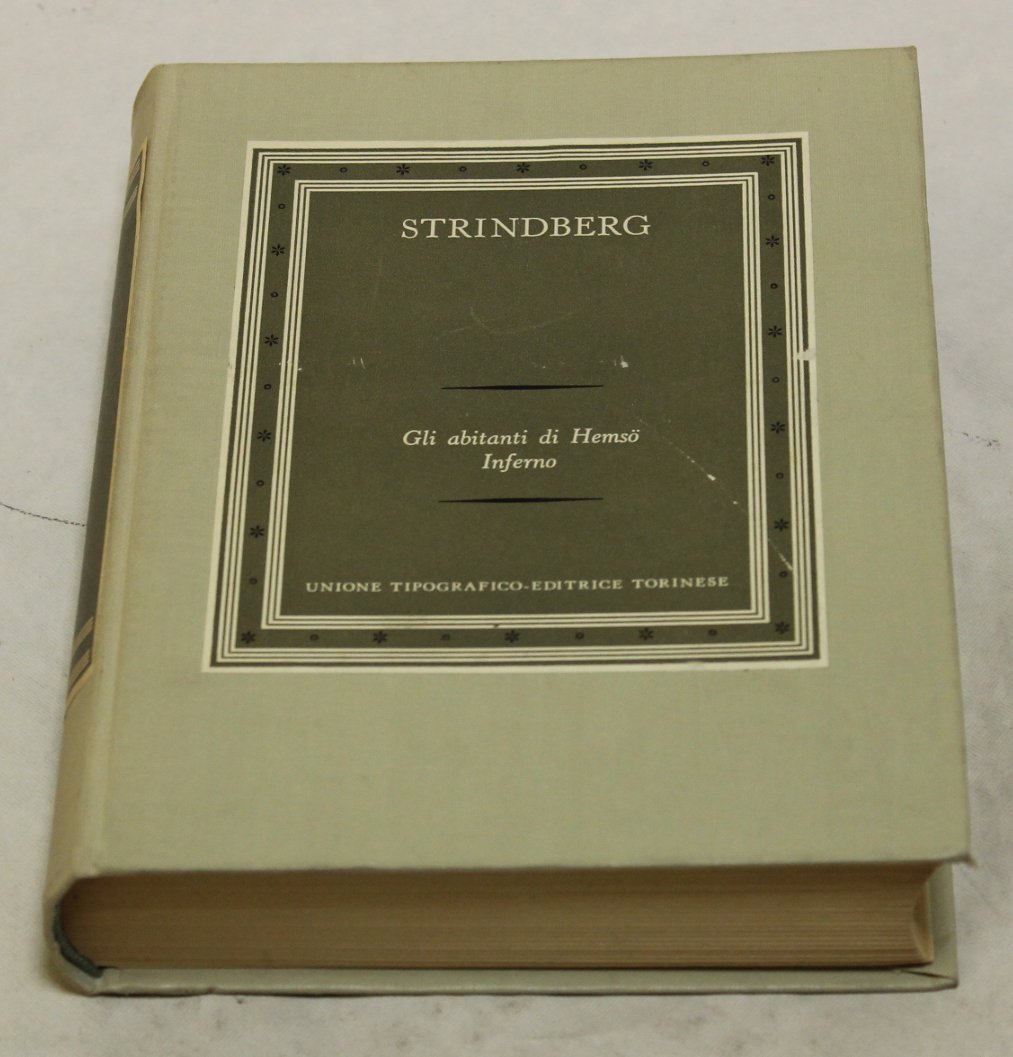 STRINDBERG
Gli abitanti di Hemsö
Inferno
UNIONE TIPOGRAFICO-EDITRICE TORINESE